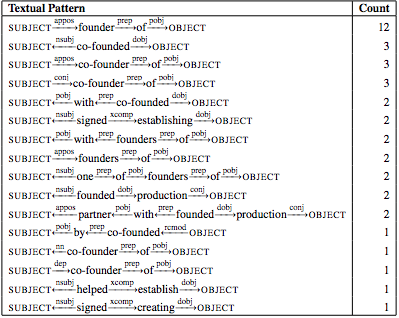 Textual Pattern Count
SUBJECT—appos→founder—prep→of—pobj→OBJECT 12
SUBJECT←nsubj—co-founded—dobj→OBJECT 3
SUBJECT—appos→co-founder—prep→of—pobj→OBJECT 3
SUBJECT—conj→co-founder—prep→of—pobj→OBJECT 3
SUBJECT←pobj—with←prep—co-founded—dobj→OBJECT 2
SUBJECT←nsubj—signed—xcomp→establishing—dobj→OBJECT 2
SUBJECT←pobj—with←prep—founders—prep→of—pobj→OBJECT 2
SUBJECT—appos→founders—prep→of—pobj→OBJECT 2
SUBJECT←nsubj—one—prep→of—pobj→founders—prep→of—pobj→OBJECT 2
SUBJECT←nsubj—founded—dobj→production—conj→OBJECT 2
SUBJECT←appos—partner←pobj—with←prep—founded—dobj→production—conj→OBJECT 2
SUBJECT←pobj—by←prep—co-founded←rcmod—OBJECT 1
SUBJECT←nn—co-founder—prep→of—pobj→OBJECT 1
SUBJECT—dep→co-founder—prep→of—pobj→OBJECT 1
SUBJECT←nsubj—helped—xcomp→establish—dobj→OBJECT 1
SUBJECT←nsubj—signed—xcomp→creating—dobj→OBJECT 1